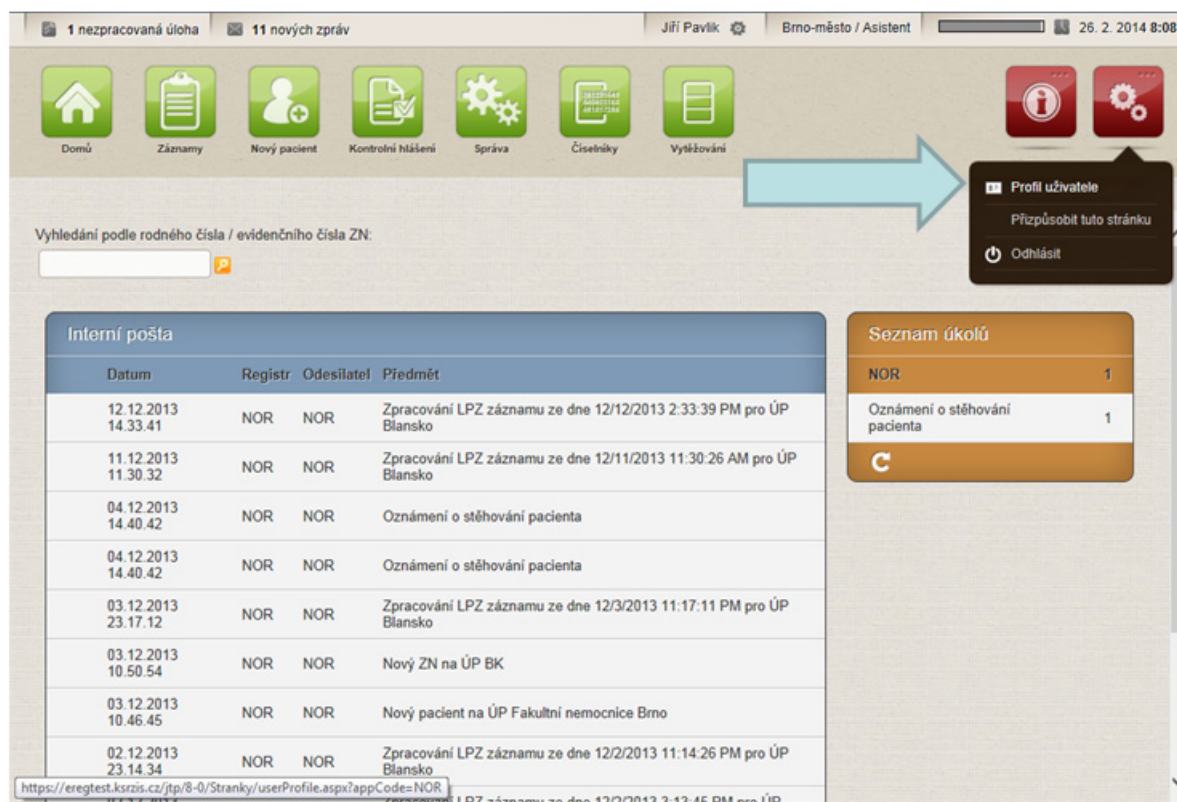 1 nezpracovaná úloha 11 nových zpráv Jiří Pavlik Brno-město / Asistent 26. 2. 2014 8:08
Domů Záznamy Nový pacient Kontrolní hlášení Správa Číselníky Vytěžování
Profil uživatele
Přizpůsobit tuto stránku
Odhlásit
Vyhledání podle rodného čísla / evidenčního čísla ZN:
Interní pošta
Datum Registr Odesilatel Předmět
12.12.2013 14.33.41 NOR NOR Zpracování LPZ záznamu ze dne 12/12/2013 2:33:39 PM pro ÚP Blansko
11.12.2013 11.30.32 NOR NOR Zpracování LPZ záznamu ze dne 12/11/2013 11:30:26 AM pro ÚP Blansko
04.12.2013 14.40.42 NOR NOR Oznámení o stěhování pacienta
04.12.2013 14.40.42 NOR NOR Oznámení o stěhování pacienta
03.12.2013 23.17.12 NOR NOR Zpracování LPZ záznamu ze dne 12/3/2013 11:17:11 PM pro ÚP Blansko
03.12.2013 10.50.54 NOR NOR Nový ZN na ÚP BK
03.12.2013 10.46.45 NOR NOR Nový pacient na ÚP Fakultní nemocnice Brno
02.12.2013 23.14.34 NOR NOR Zpracování LPZ záznamu ze dne 12/2/2013 11:14:26 PM pro ÚP Blansko
Seznam úkolů
NOR 1
Oznámení o stěhování pacienta 1
https://eregtest.ksrzis.cz/jtp/8-0/Stranky/userProfile.aspx?appCode=NOR